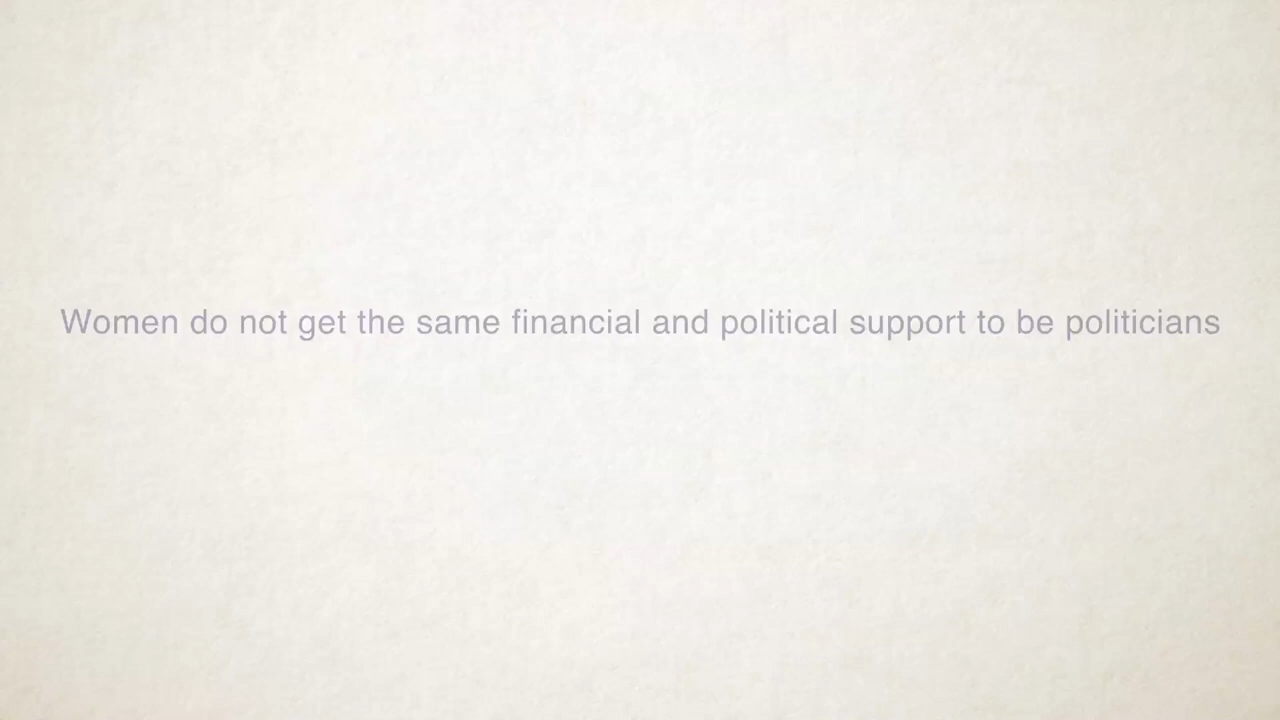 Women do not get the same financial and political support to be politicians